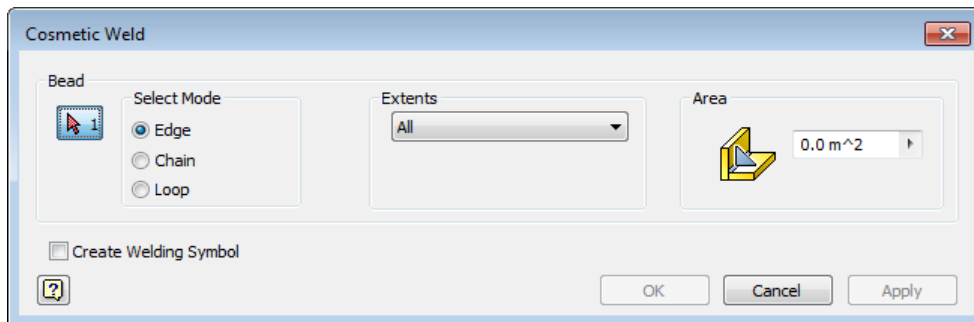 Cosmetic Weld
Bead
Select Mode
Extents
Area
1
Edge
All
0.0 m^2
Chain
Loop
Create Welding Symbol
?
OK
Cancel
Apply